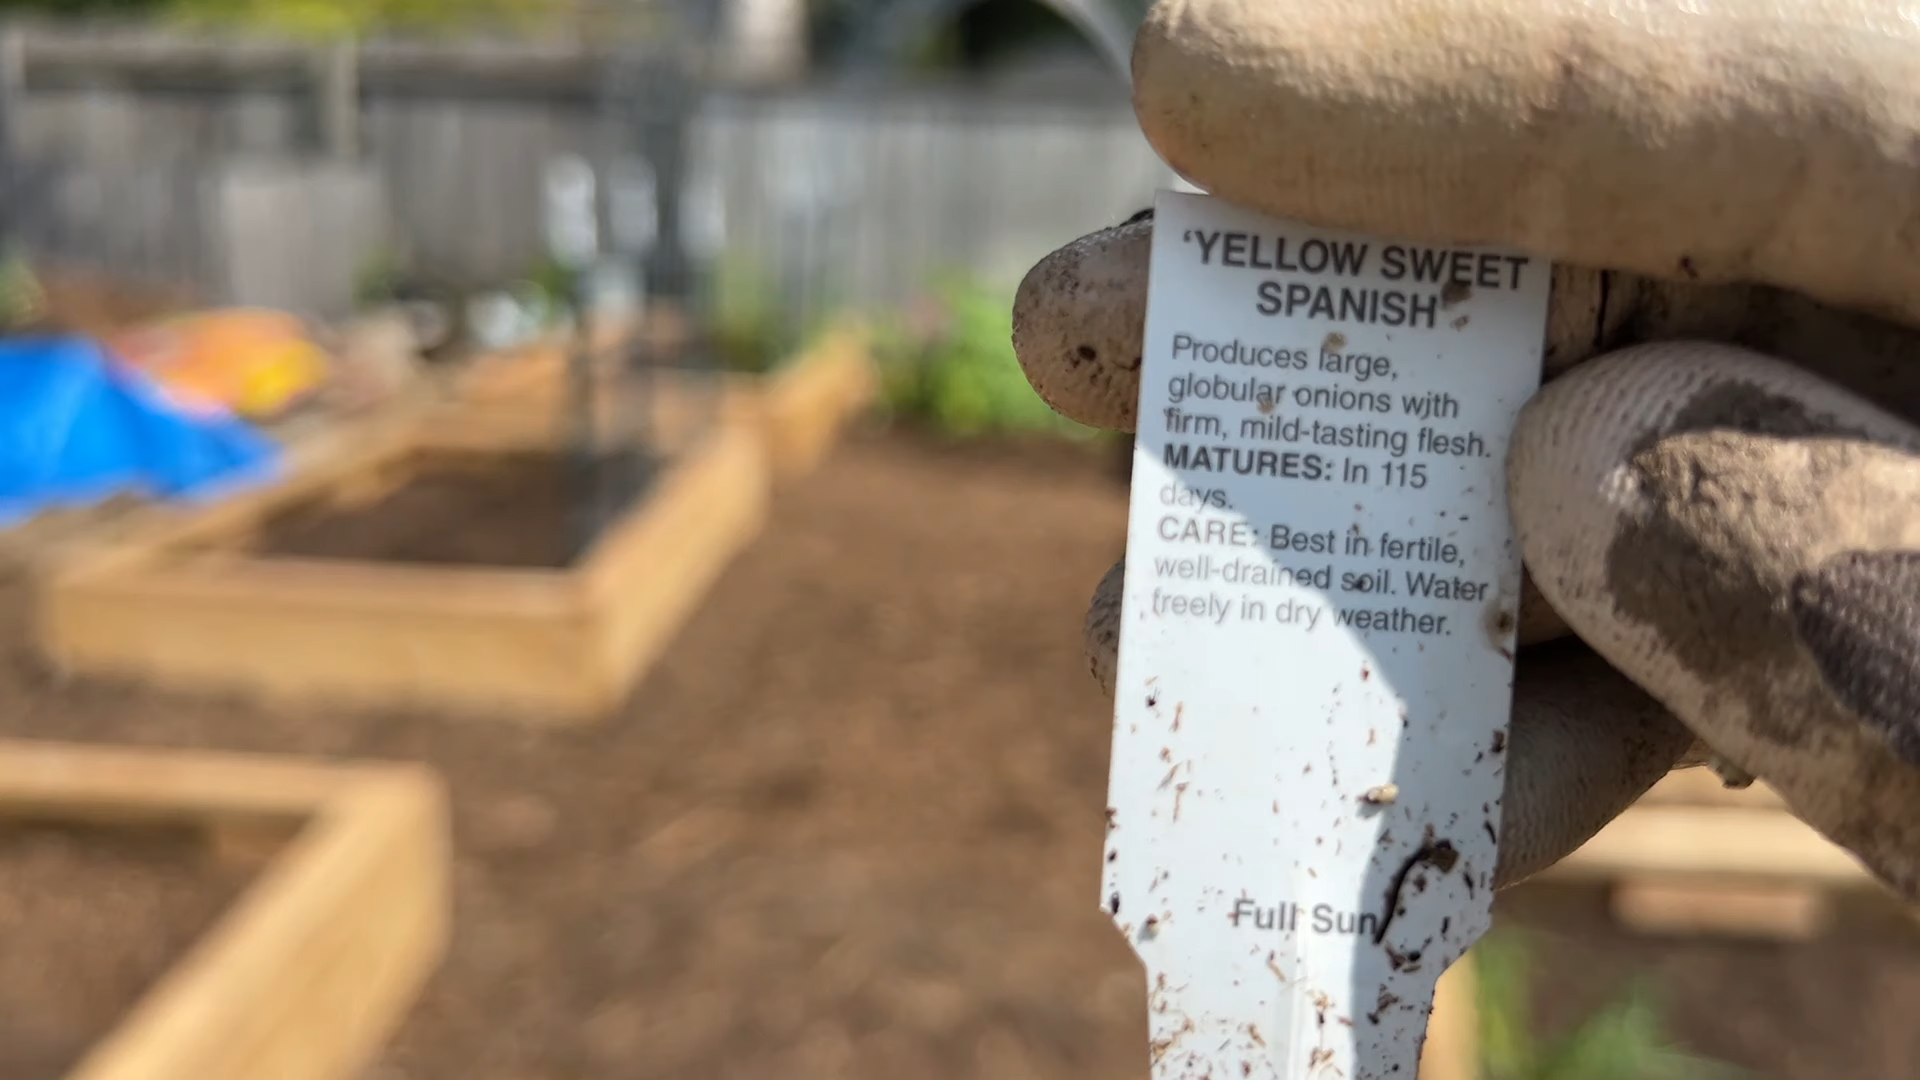 ‘YELLOW SWEET
SPANISH’
Produces large,
globular onions with
firm, mild-tasting flesh.
MATURES: In 115
days.
CARE: Best in fertile,
well-drained soil. Water
freely in dry weather.
Full Sun